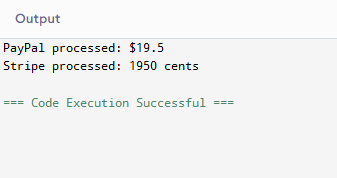 Output
PayPal processed: $19.5
Stripe processed: 1950 cents
=== Code Execution Successful ===